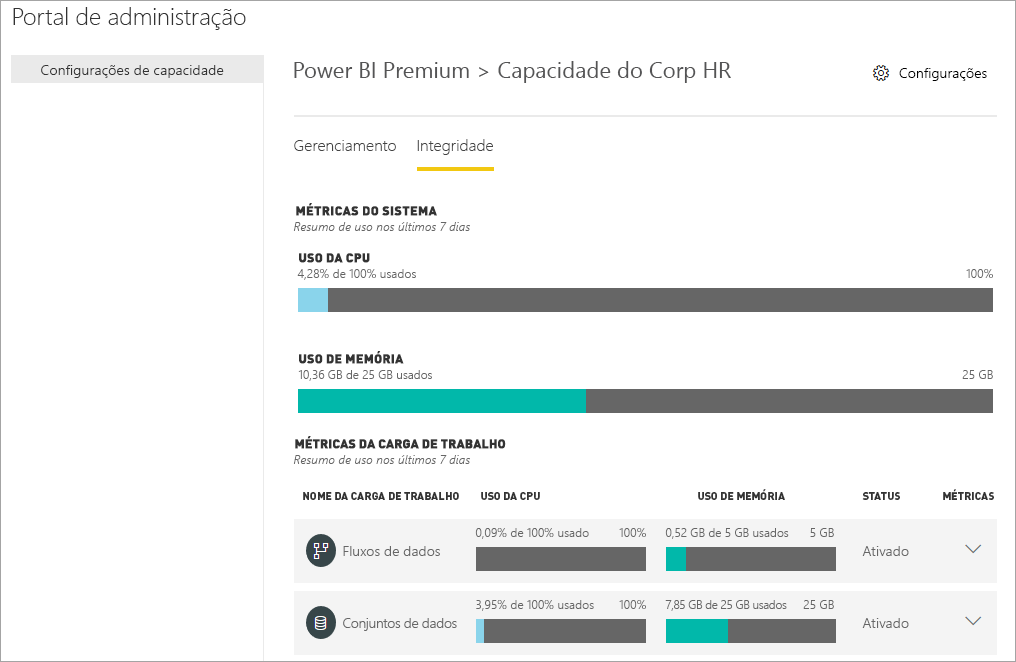 Portal de administração
Configurações de capacidade
Power BI Premium > Capacidade do Corp HR
Configurações
Gerenciamento Integridade
MÉTRICAS DO SISTEMA
Resumo de uso nos últimos 7 dias
USO DA CPU
4,28% de 100% usados 100%
USO DE MEMÓRIA
10,36 GB de 25 GB usados 25 GB
MÉTRICAS DA CARGA DE TRABALHO
Resumo de uso nos últimos 7 dias
NOME DA CARGA DE TRABALHO USO DA CPU USO DE MEMÓRIA STATUS MÉTRICAS
0,09% de 100% usado 100% 0,52 GB de 5 GB usados 5 GB
Fluxos de dados Ativado
3,95% de 100% usados 100% 7,85 GB de 25 GB usados 25 GB
Conjuntos de dados Ativado